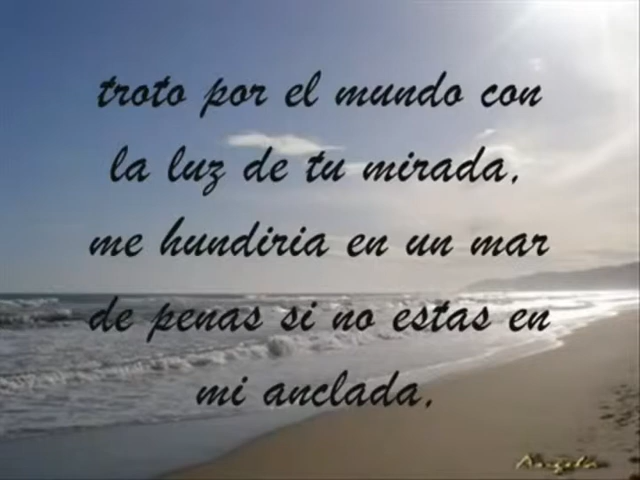 troto por el mundo con
la luz de tu mirada,
me hundiria en un mar
de penas si no estas en
mi anclada,
Angela